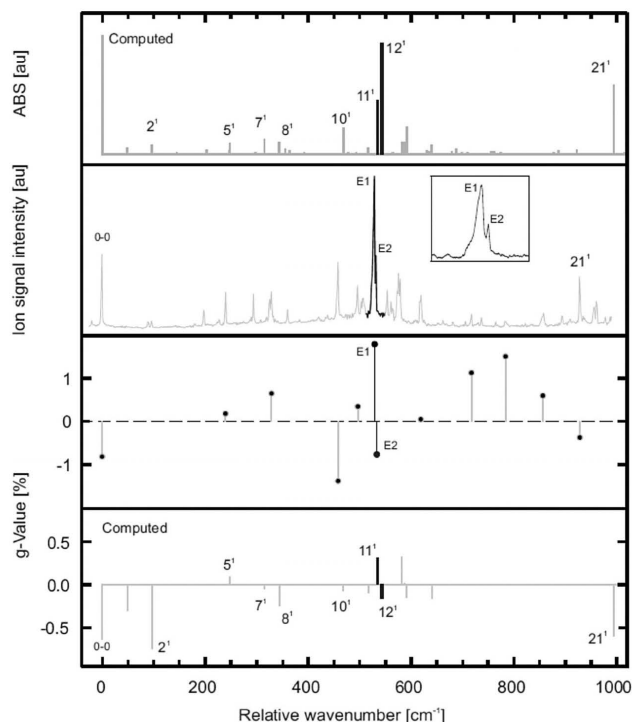 ABS [au]
Computed
2¹
5¹
7¹
8¹
10¹
11¹
12¹
21¹
Ion signal intensity [au]
0-0
E1
E2
21¹
E1
E2
g-Value [%]
1
0
-1
E1
E2
Computed
0.5
0.0
-0.5
0-0
2¹
5¹
7¹
8¹
10¹
11¹
12¹
21¹
0 200 400 600 800 1000
Relative wavenumber [cm⁻¹]